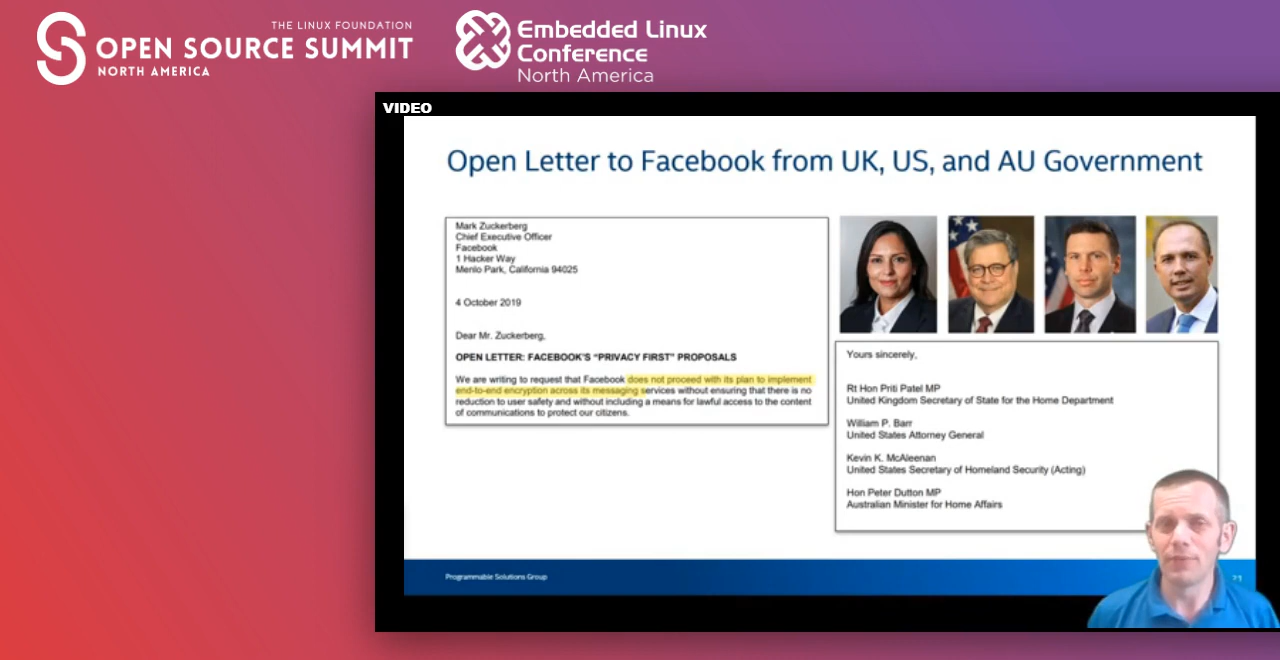 THE LINUX FOUNDATION
OPEN SOURCE SUMMIT
NORTH AMERICA
Embedded Linux
Conference
North America
VIDEO
Open Letter to Facebook from UK, US, and AU Government
Mark Zuckerberg
Chief Executive Officer
Facebook
1 Hacker Way
Menlo Park, California 94025
4 October 2019
Dear Mr. Zuckerberg,
OPEN LETTER: FACEBOOK'S “PRIVACY FIRST” PROPOSALS
We are writing to request that Facebook does not proceed with its plan to implement
end-to-end encryption across its messaging services without ensuring that there is no
reduction to user safety and without including a means for lawful access to the content
of communications to protect our citizens.
Yours sincerely,
Rt Hon Priti Patel MP
United Kingdom Secretary of State for the Home Department
William P. Barr
United States Attorney General
Kevin K. McAleenan
United States Secretary of Homeland Security (Acting)
Hon Peter Dutton MP
Australian Minister for Home Affairs
Programmable Solutions Group
21